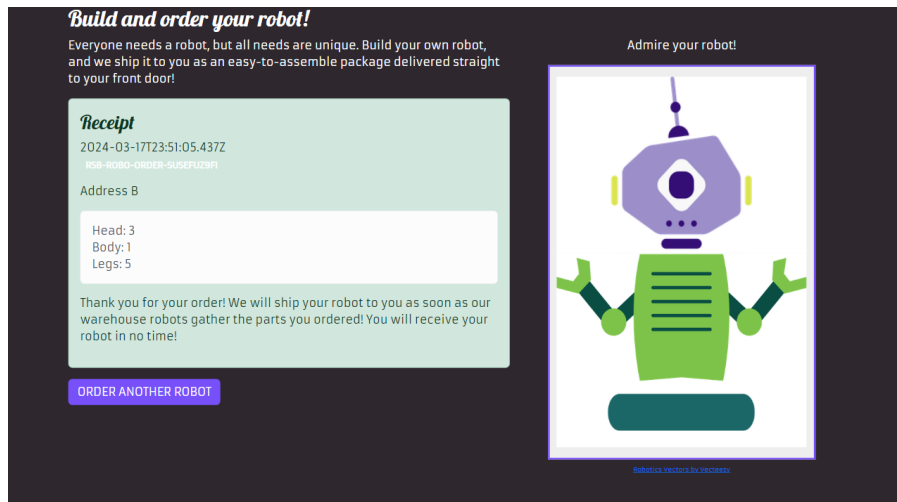 Build and order your robot!
Everyone needs a robot, but all needs are unique. Build your own robot,
and we ship it to you as an easy-to-assemble package delivered straight
to your front door!
Receipt
2024-03-17T23:51:05.437Z
RSB-ROBO-ORDER-SUSEFUZ9FI
Address B
Head: 3
Body: 1
Legs: 5
Thank you for your order! We will ship your robot to you as soon as our
warehouse robots gather the parts you ordered! You will receive your
robot in no time!
ORDER ANOTHER ROBOT
Admire your robot!
Robotics Vectors by Vecteezy